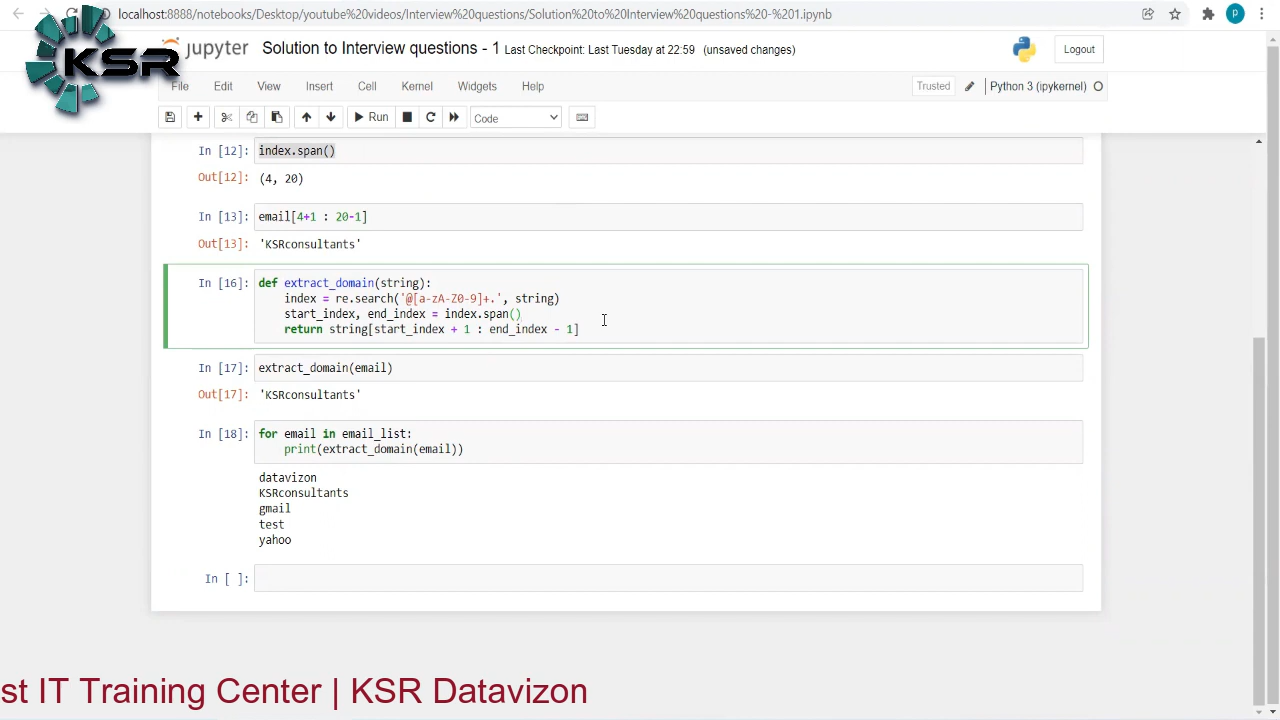 localhost:8888/notebooks/Desktop/youtube%20videos/Interview%20questions/Solution%20to%20Interview%20questions%20-%201.ipynb
KSR
jupyter Solution to Interview questions - 1 Last Checkpoint: Last Tuesday at 22:59 (unsaved changes)
Logout
File Edit View Insert Cell Kernel Widgets Help
Trusted Python 3 (ipykernel)
Run Code
In [12]: index.span()
Out[12]: (4, 20)
In [13]: email[4+1 : 20-1]
Out[13]: 'KSRconsultants'
In [16]: def extract_domain(string):
index = re.search('@[a-zA-Z0-9]+.', string)
start_index, end_index = index.span()
return string[start_index + 1 : end_index - 1]
In [17]: extract_domain(email)
Out[17]: 'KSRconsultants'
In [18]: for email in email_list:
print(extract_domain(email))
datavizon
KSRconsultants
gmail
test
yahoo
In [ ]:
st IT Training Center | KSR Datavizon